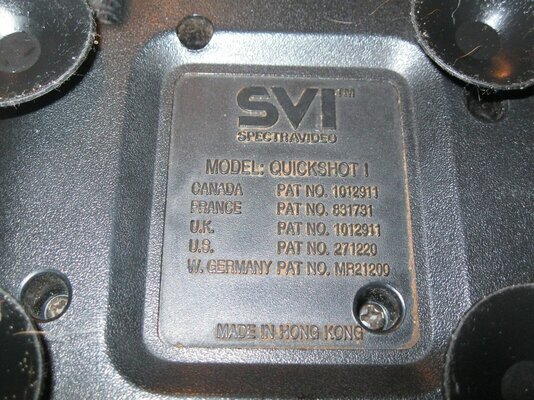 SVI™
SPECTRAVIDEO
MODEL: QUICKSHOT I
CANADA PAT NO. 1012911
FRANCE PAT NO. 831731
U.K. PAT NO. 1012911
U.S. PAT NO. 271220
W. GERMANY PAT NO. MR21200
MADE IN HONG KONG